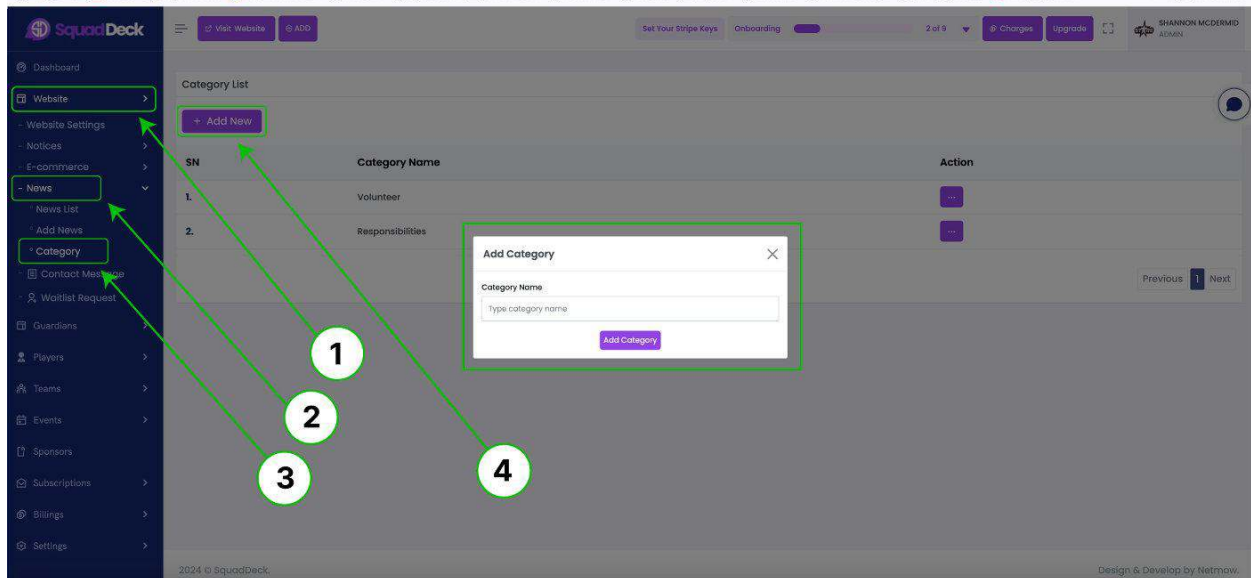 SquadDeck
Visit Website
ADD
Set Your Stripe Keys
Onboarding
2 of 9
Charges
Upgrade
SHANNON MCDERMID
ADMIN
Dashboard
Website
Website Settings
Notices
E-commerce
News
News List
Add News
Category
Contact Message
Waitlist Request
Guardians
Players
Teams
Events
Sponsors
Subscriptions
Billings
Settings
Category List
+ Add New
SN Category Name Action
1. Volunteer ...
2. Responsibilities ...
Previous 1 Next
Add Category
Category Name
Type category name
Add Category
1
2
3
4
2024 © SquadDeck.
Design & Develop by Netmow.